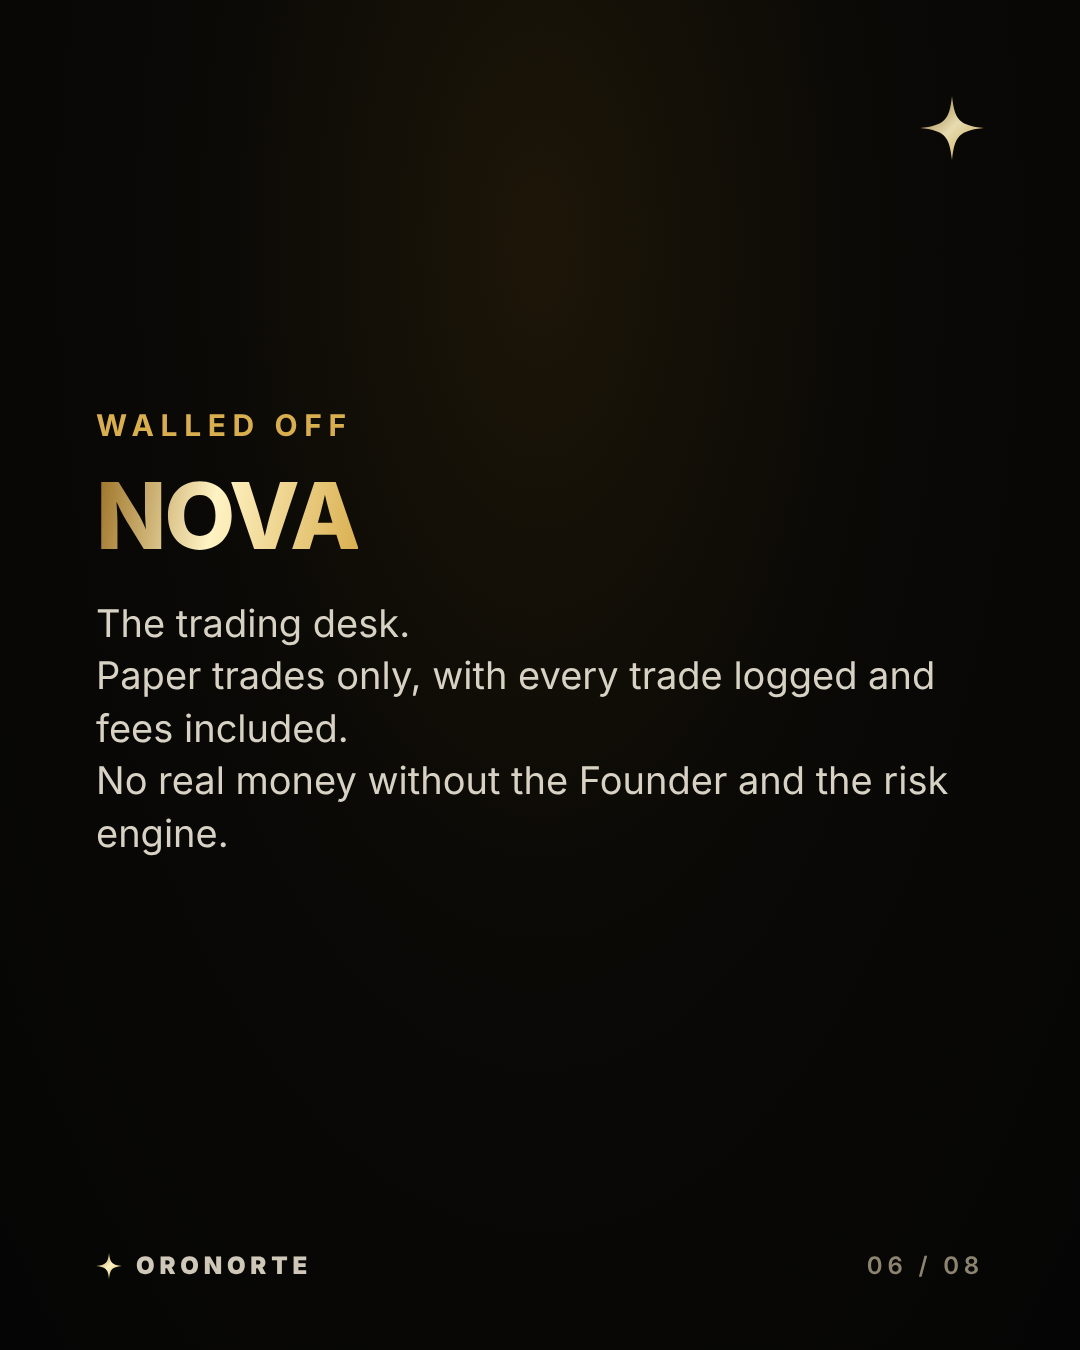 WALLED OFF
NOVA
The trading desk.
Paper trades only, with every trade logged and
fees included.
No real money without the Founder and the risk
engine.
ORONORTE
06 / 08